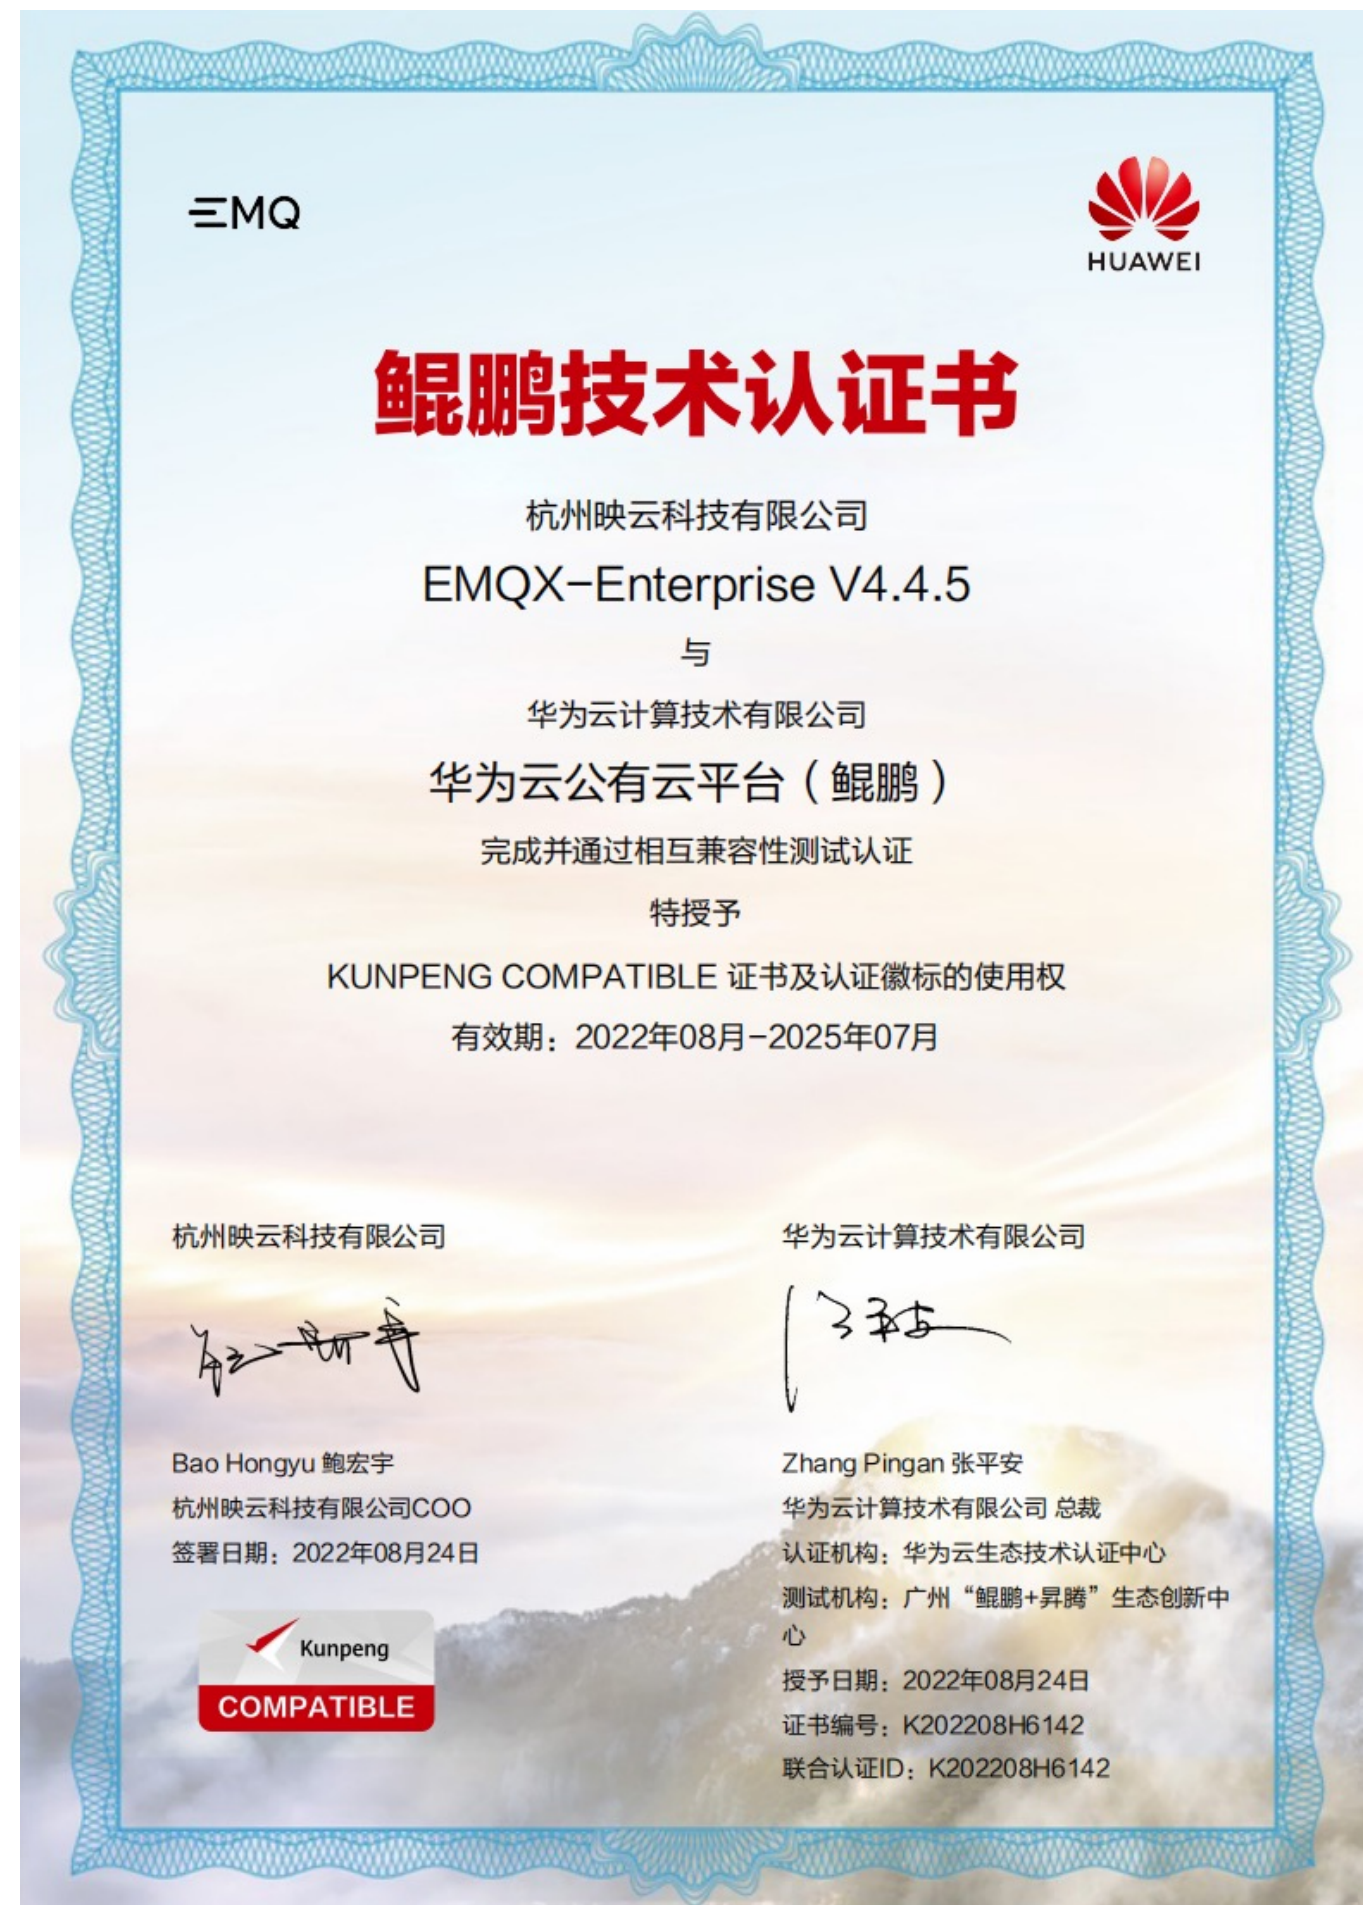 EMQ
HUAWEI
鲲鹏技术认证书
杭州映云科技有限公司
EMQX-Enterprise V4.4.5
与
华为云计算技术有限公司
华为云公有云平台（鲲鹏）
完成并通过相互兼容性测试认证
特授予
KUNPENG COMPATIBLE 证书及认证徽标的使用权
有效期：2022年08月-2025年07月
杭州映云科技有限公司
Bao Hongyu 鲍宏宇
杭州映云科技有限公司COO
签署日期：2022年08月24日
Kunpeng
COMPATIBLE
华为云计算技术有限公司
Zhang Pingan 张平安
华为云计算技术有限公司 总裁
认证机构：华为云生态技术认证中心
测试机构：广州“鲲鹏+昇腾”生态创新中
心
授予日期：2022年08月24日
证书编号：K202208H6142
联合认证ID：K202208H6142